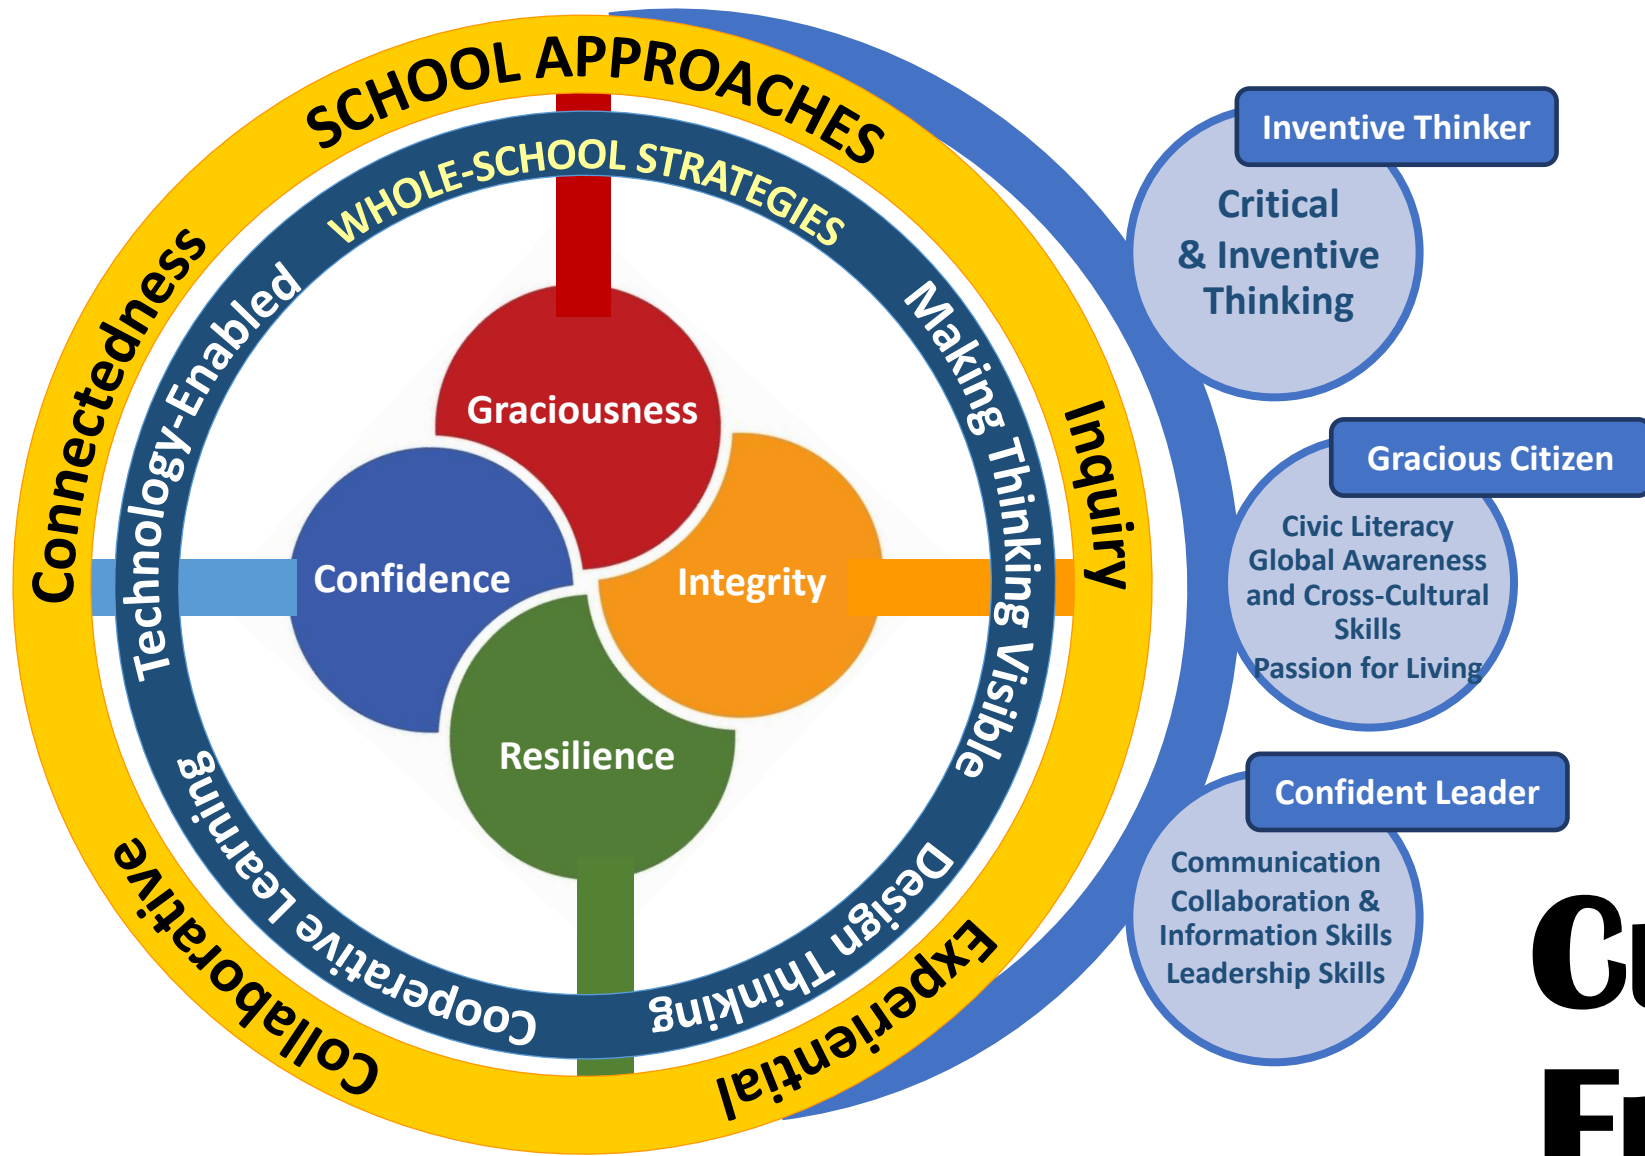 SCHOOL APPROACHES
Connectedness
Inquiry
Collaborative
Experiential
WHOLE-SCHOOL STRATEGIES
Technology-Enabled
Making Thinking Visible
Cooperative Learning
Design Thinking
Graciousness
Confidence
Integrity
Resilience
Inventive Thinker
Critical
& Inventive
Thinking
Gracious Citizen
Civic Literacy
Global Awareness
and Cross-Cultural
Skills
Passion for Living
Confident Leader
Communication
Collaboration &
Information Skills
Leadership Skills